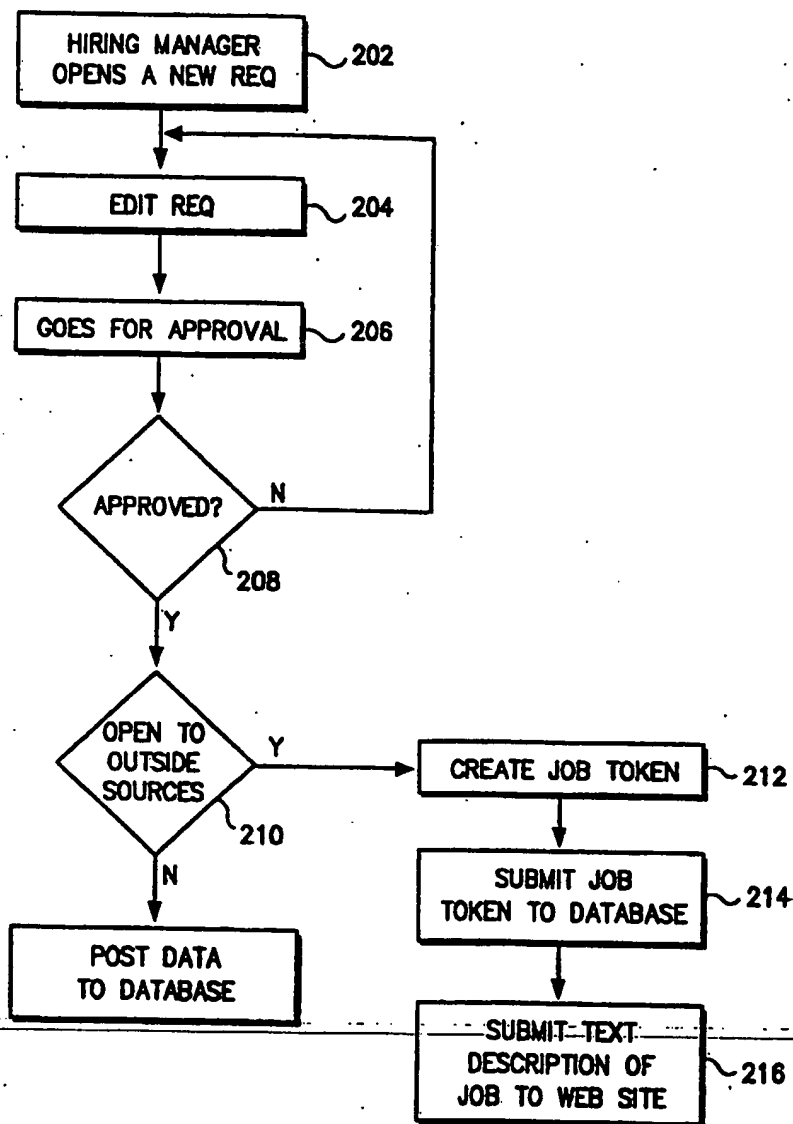 HIRING MANAGER
OPENS A NEW REQ
202
EDIT REQ
204
GOES FOR APPROVAL
206
APPROVED?
N
208
Y
OPEN TO
OUTSIDE
SOURCES
Y
210
N
CREATE JOB TOKEN
212
SUBMIT JOB
TOKEN TO DATABASE
214
POST DATA
TO DATABASE
SUBMIT TEXT
DESCRIPTION OF
JOB TO WEB SITE
216